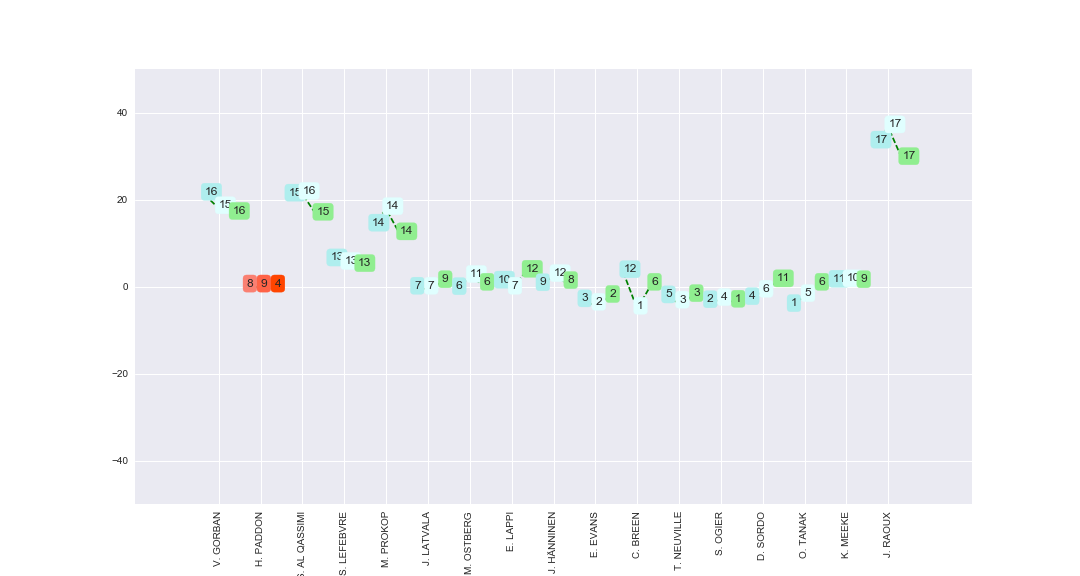 40
20
0
−20
−40
16 15 16
8 9 4
15 16 15
13 13 13
14 14 14
7 7 9
6 11 6
10 7 12
9 12 8
3 2 2
12 1 6
5 3 3
2 4 1
4 6 11
1 5 6
11 10 9
17 17 17
V. GORBAN
H. PADDON
S. AL QASSIMI
S. LEFEBVRE
M. PROKOP
J. LATVALA
M. OSTBERG
E. LAPPI
J. HÄNNINEN
E. EVANS
C. BREEN
T. NEUVILLE
S. OGIER
D. SORDO
O. TANAK
K. MEEKE
J. RAOUX